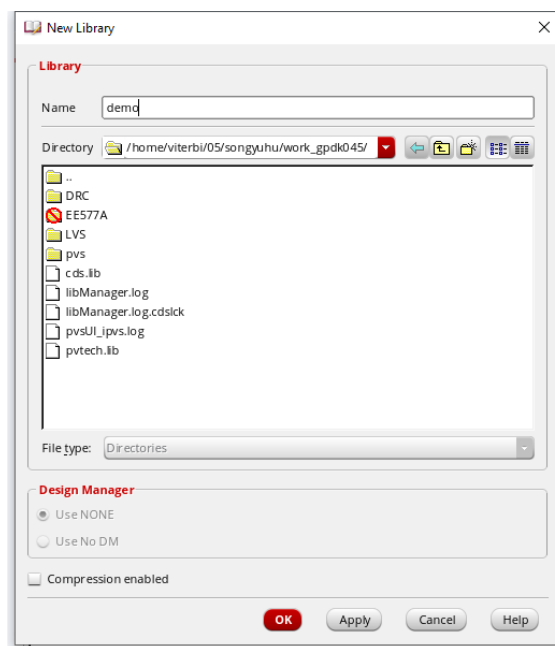 New Library
Library
Name demo
Directory /home/viterbi/05/songyuhu/work_gpdk045/
..
DRC
EE577A
LVS
pvs
cds.lib
libManager.log
libManager.log.cdslck
pvsUI_ipvs.log
pvtech.lib
File type: Directories
Design Manager
Use NONE
Use No DM
Compression enabled
OK Apply Cancel Help